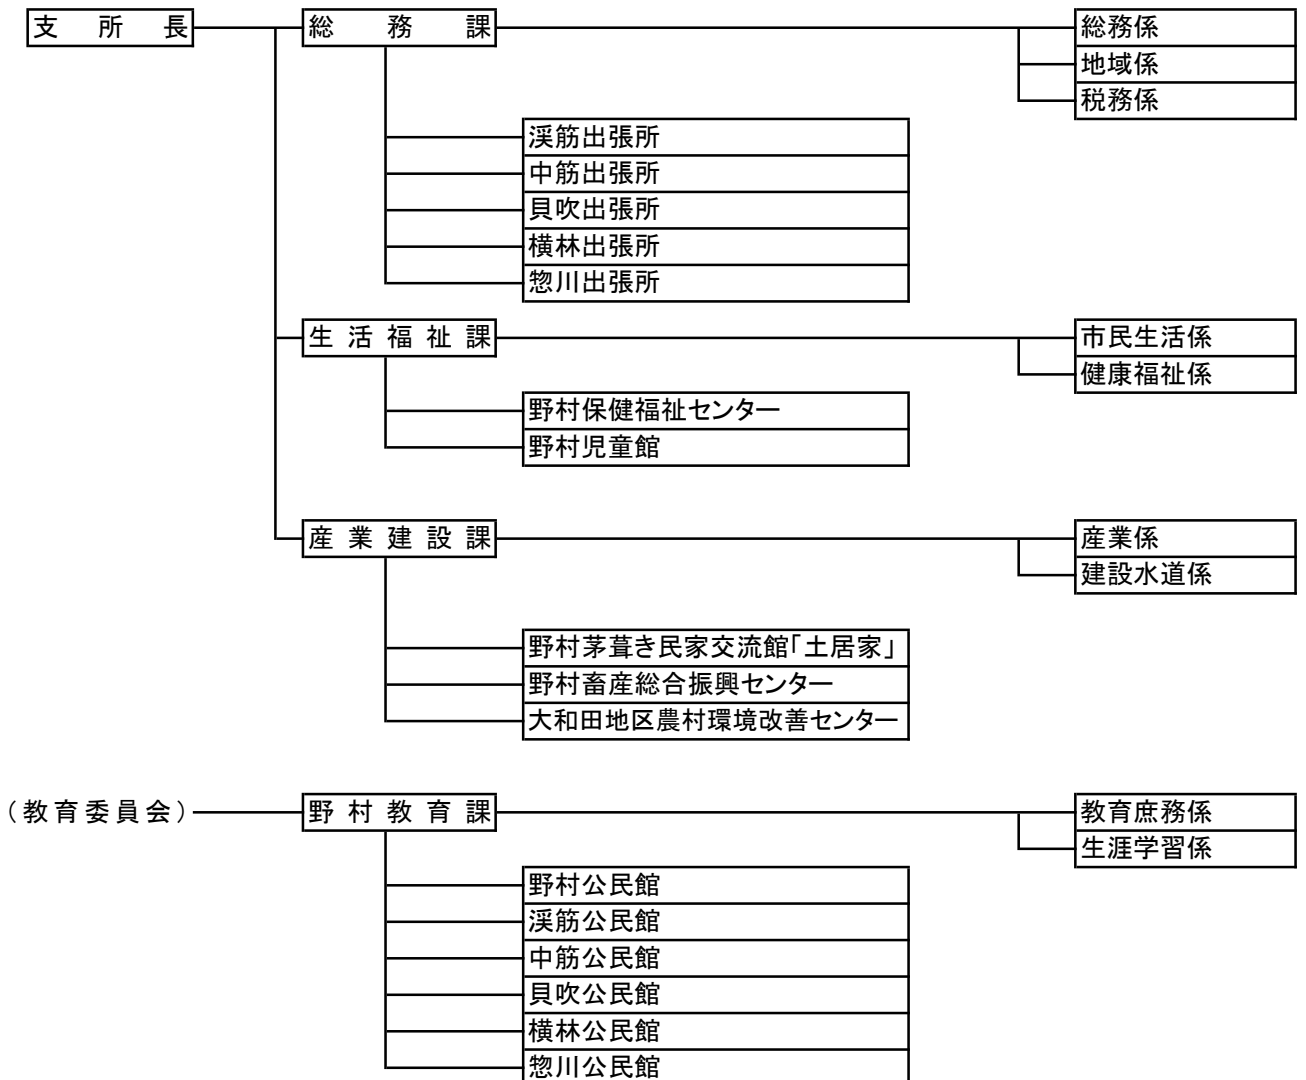 支所長 総務課 総務係
地域係
税務係
渓筋出張所
中筋出張所
貝吹出張所
横林出張所
惣川出張所
生活福祉課 市民生活係
健康福祉係
野村保健福祉センター
野村児童館
産業建設課 産業係
建設水道係
野村茅葺き民家交流館「土居家」
野村畜産総合振興センター
大和田地区農村環境改善センター
(教育委員会) 野村教育課 教育庶務係
生涯学習係
野村公民館
渓筋公民館
中筋公民館
貝吹公民館
横林公民館
惣川公民館